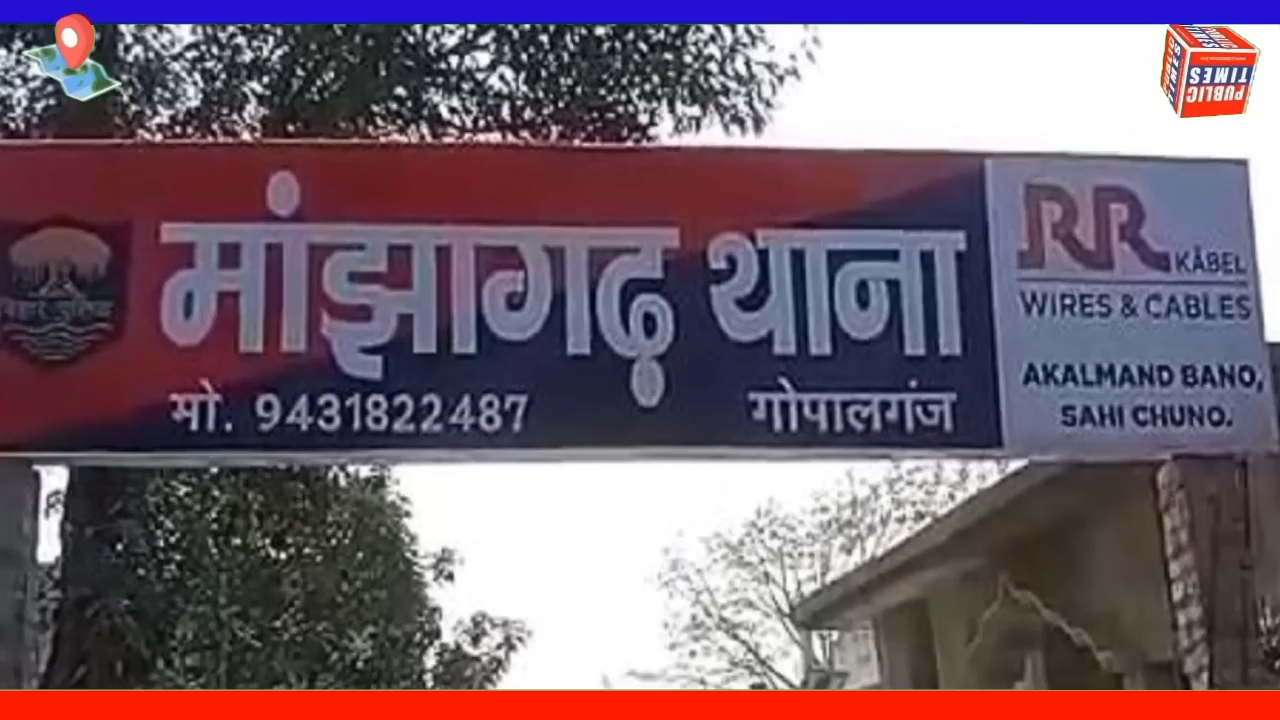 मांझागढ़ थाना
मो. 9431822487
गोपालगंज
RR
KABEL
WIRES & CABLES
AKALMAND BANO,
SAHI CHUNO.
PUBLIC
TIMES